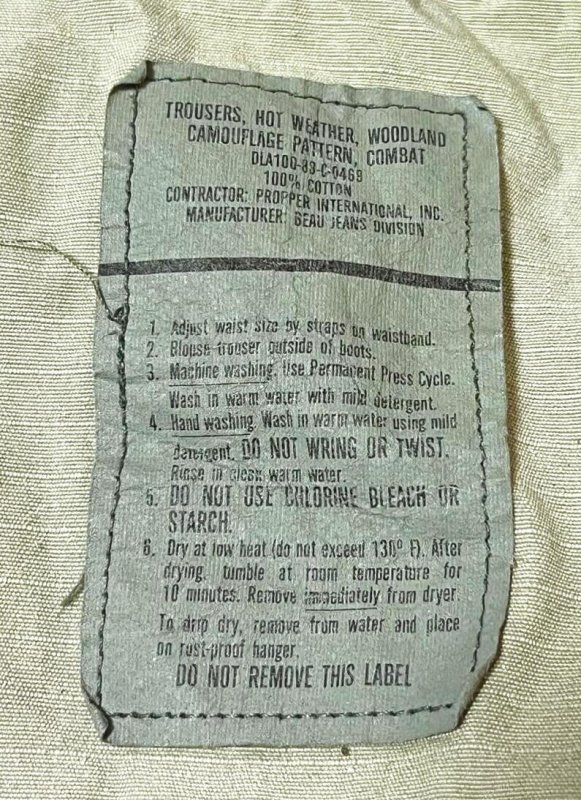 TROUSERS, HOT WEATHER, WOODLAND
CAMOUFLAGE PATTERN, COMBAT
DLA100-83-C-0469
100% COTTON
CONTRACTOR: PROPPER INTERNATIONAL, INC.
MANUFACTURER: BEAU JEANS DIVISION
1. Adjust waist size by straps on waistband.
2. Blouse trouser outside of boots.
3. Machine washing. Use Permanent Press Cycle.
Wash in warm water with mild detergent.
4. Hand washing. Wash in warm water using mild
detergent. DO NOT WRING OR TWIST.
Rinse in clean warm water.
5. DO NOT USE CHLORINE BLEACH OR
STARCH.
6. Dry at low heat (do not exceed 130° F). After
drying, tumble at room temperature for
10 minutes. Remove immediately from dryer.
To drip dry, remove from water and place
on rust-proof hanger.
DO NOT REMOVE THIS LABEL